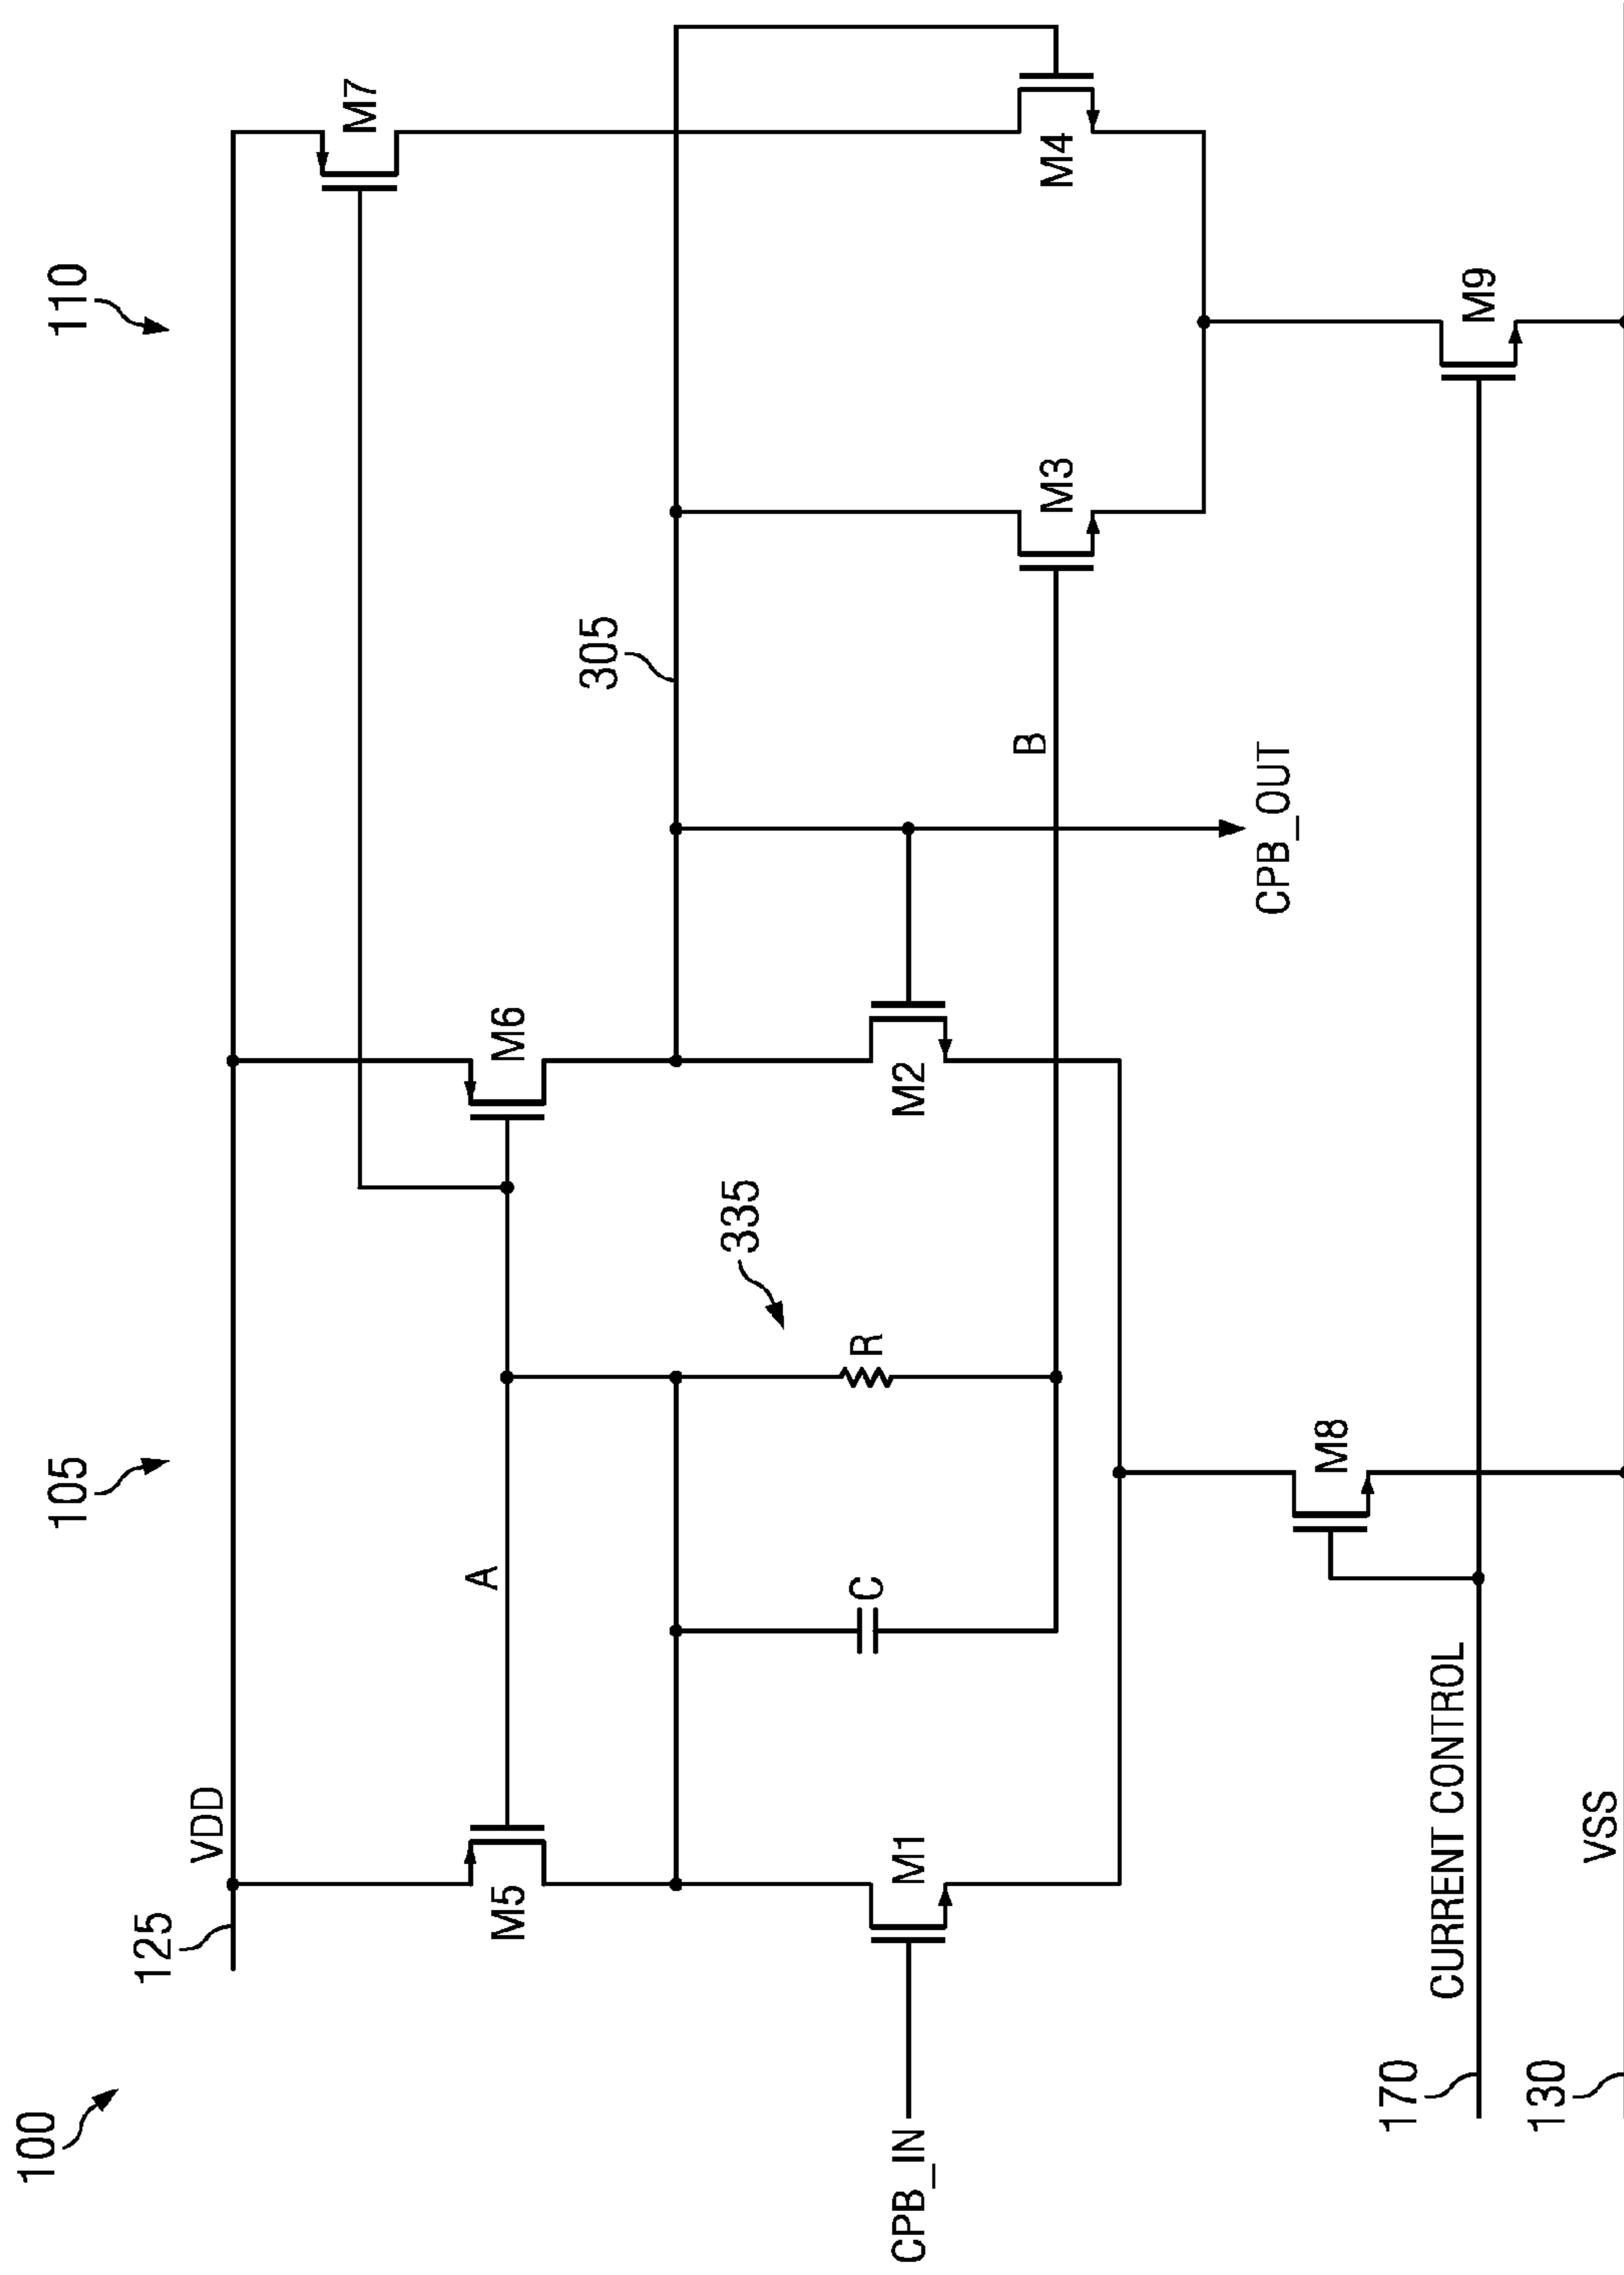 100
105
110
125
VDD
M7
A
M5
M6
305
335
C
R
CPB_IN
M1
M2
B
M3
M4
CPB_OUT
M8
CURRENT CONTROL
170
M9
VSS
130